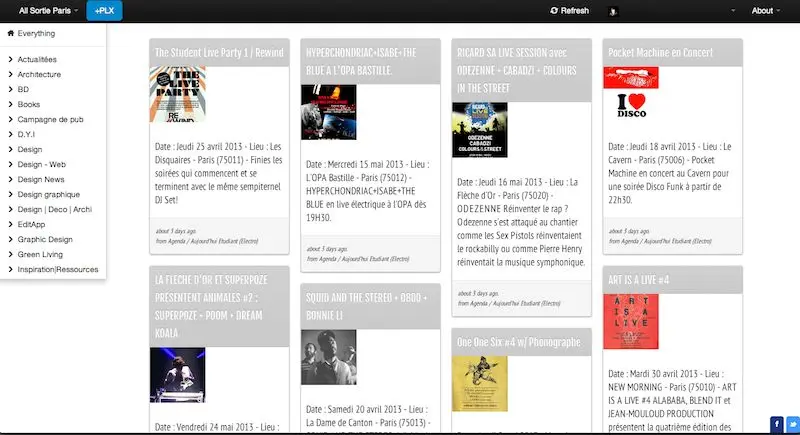 All Sortie Paris
+PLX
Refresh
About
Everything
Actualitées
Architecture
BD
Books
Campagne de pub
D.Y.I
Design
Design - Web
Design News
Design graphique
Design | Deco | Archi
EditApp
Graphic Design
Green Living
Inspiration|Ressources
The Student Live Party 1 / Rewind
THE
LIVE
PARTY
RE
WIND
Date : Jeudi 25 avril 2013 - Lieu : Les
Disquaires - Paris (75011) - Finies les
soirées qui commencent et se
terminent avec le même sempiternel
DJ Set!
about 3 days ago.
from Agenda / Aujourd'hui Etudiant (Electro)
LA FLECHE D'OR ET SUPERPOZE
PRÉSENTENT ANIMALES #2 :
SUPERPOZE + POOM + DREAM
KOALA
Date : Vendredi 24 mai 2013 - Lieu :
HYPERCHONDRIAC+ISABE+THE
BLUE A L'OPA BASTILLE.
Date : Mercredi 15 mai 2013 - Lieu :
L'OPA Bastille - Paris (75012) -
HYPERCHONDRIAC+ISABE+THE
BLUE en live électrique à l'OPA dès
19H30.
about 3 days ago.
from Agenda / Aujourd'hui Etudiant (Electro)
SQUID AND THE STEREO + 0800 +
BONNIE LI
Date : Samedi 20 avril 2013 - Lieu :
La Dame de Canton - Paris (75013) -
RICARD SA LIVE SESSION avec
ODEZENNE + CABADZI + COLOURS
IN THE STREET
ODEZENNE
CABADZI
COLOURS
STREET
Date : Jeudi 16 mai 2013 - Lieu : La
Flèche d'Or - Paris (75020) -
ODEZENNE Réinventer le rap ?
Odezenne s'est attaqué au chantier
comme les Sex Pistols réinventaient
le rockabilly ou comme Pierre Henry
réinventait la musique symphonique.
about 3 days ago.
from Agenda / Aujourd'hui Etudiant (Electro)
One One Six #4 w/ Phonographe
Pocket Machine en Concert
I
DISCO
Date : Jeudi 18 avril 2013 - Lieu : Le
Cavern - Paris (75006) - Pocket
Machine en concert au Cavern pour
une soirée Disco Funk à partir de
22h30.
about 3 days ago.
from Agenda / Aujourd'hui Etudiant (Electro)
ART IS A LIVE #4
ART
IS A
LIVE
Date : Mardi 30 avril 2013 - Lieu :
NEW MORNING - Paris (75010) - ART
IS A LIVE #4 ALABABA, BLEND IT et
JEAN-MOULOUD PRODUCTION
présentent la quatrième édition des